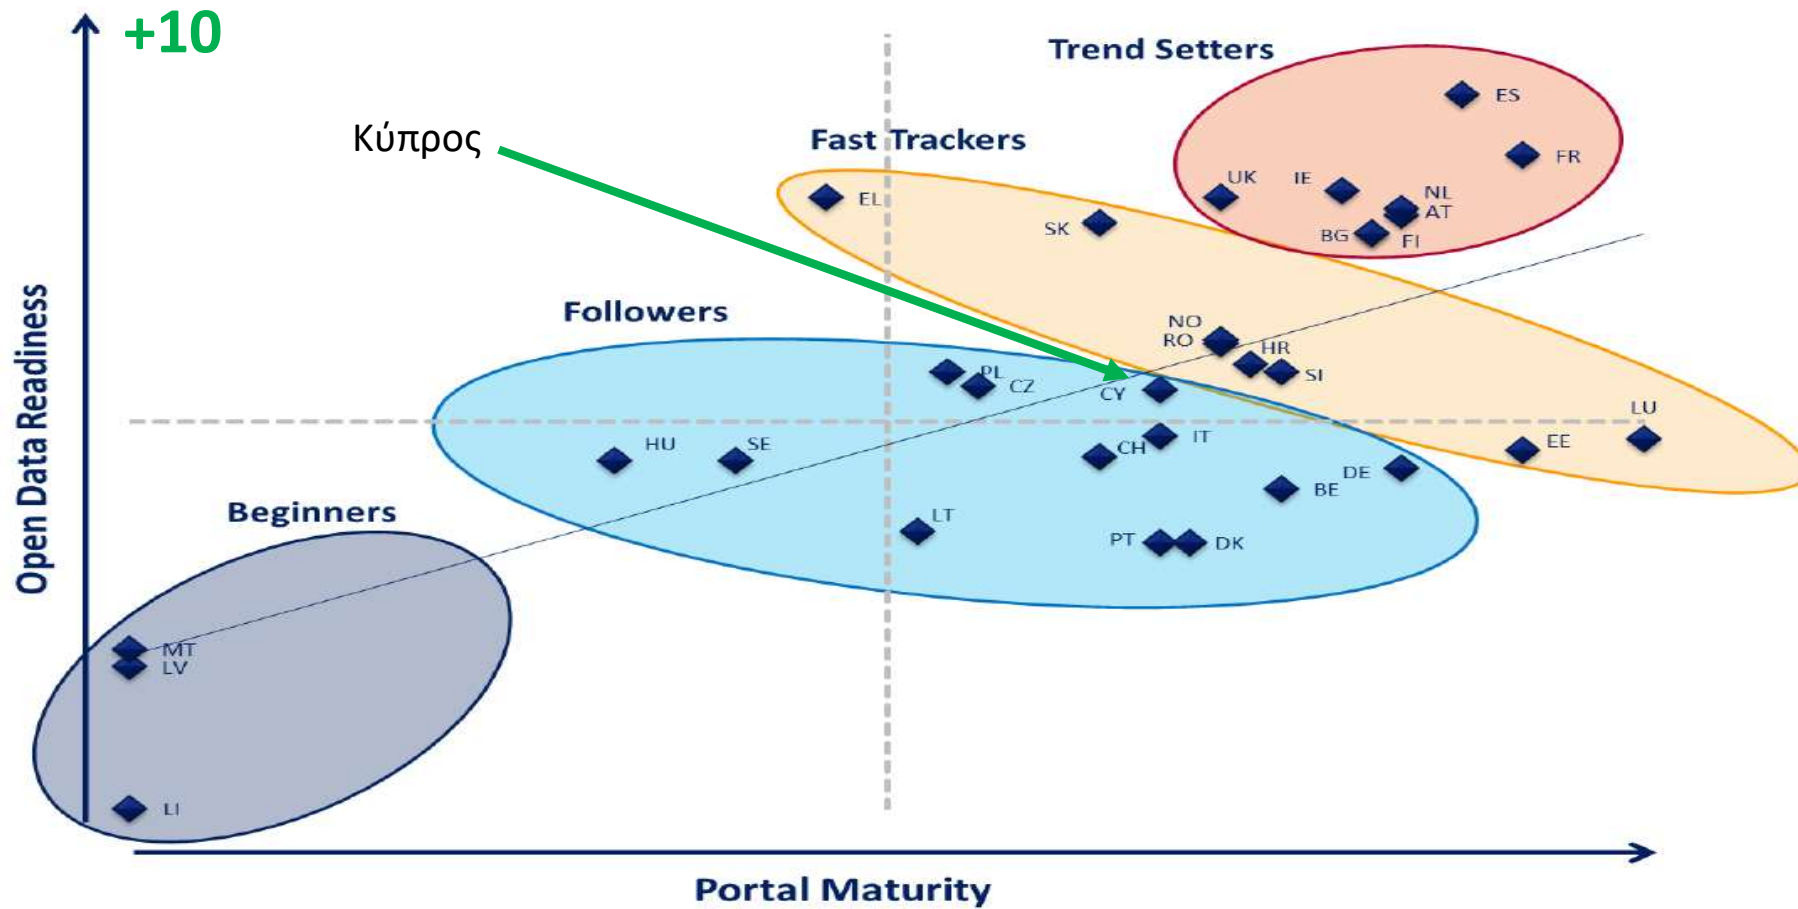 +10
Trend Setters
ES
Κύπρος
Fast Trackers
FR
UK
IE
NL
EL
AT
SK
BG
FI
Followers
NO
RO
HR
PL
SI
CZ
CY
LU
HU
SE
IT
CH
EE
DE
BE
Beginners
LT
PT
DK
MT
LV
LI
Open Data Readiness
Portal Maturity